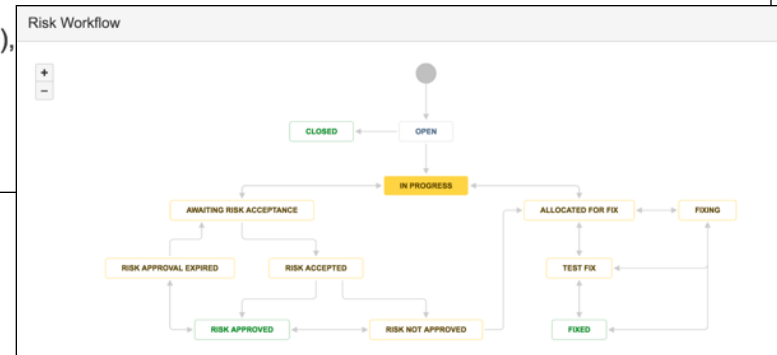 ),
Risk Workflow
+
−
CLOSED
OPEN
IN PROGRESS
AWAITING RISK ACCEPTANCE
ALLOCATED FOR FIX
FIXING
RISK APPROVAL EXPIRED
RISK ACCEPTED
TEST FIX
RISK APPROVED
RISK NOT APPROVED
FIXED